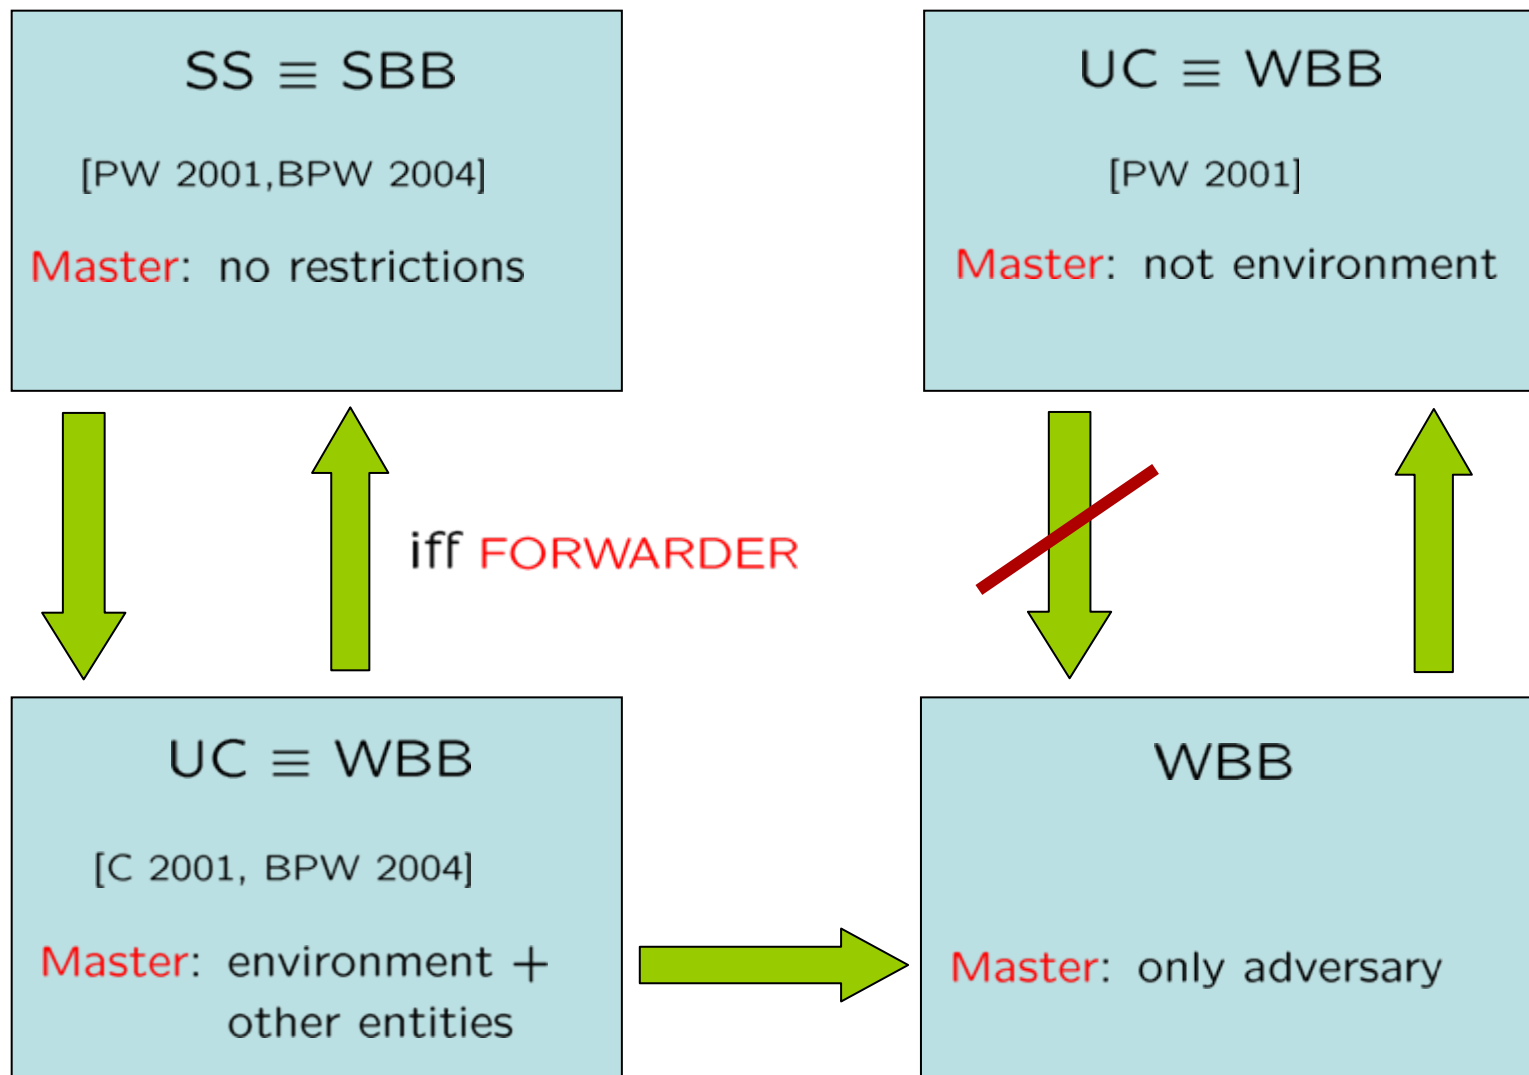 SS ≡ SBB
[PW 2001,BPW 2004]
Master: no restrictions
UC ≡ WBB
[PW 2001]
Master: not environment
iff FORWARDER
UC ≡ WBB
[C 2001, BPW 2004]
Master: environment +
other entities
WBB
Master: only adversary